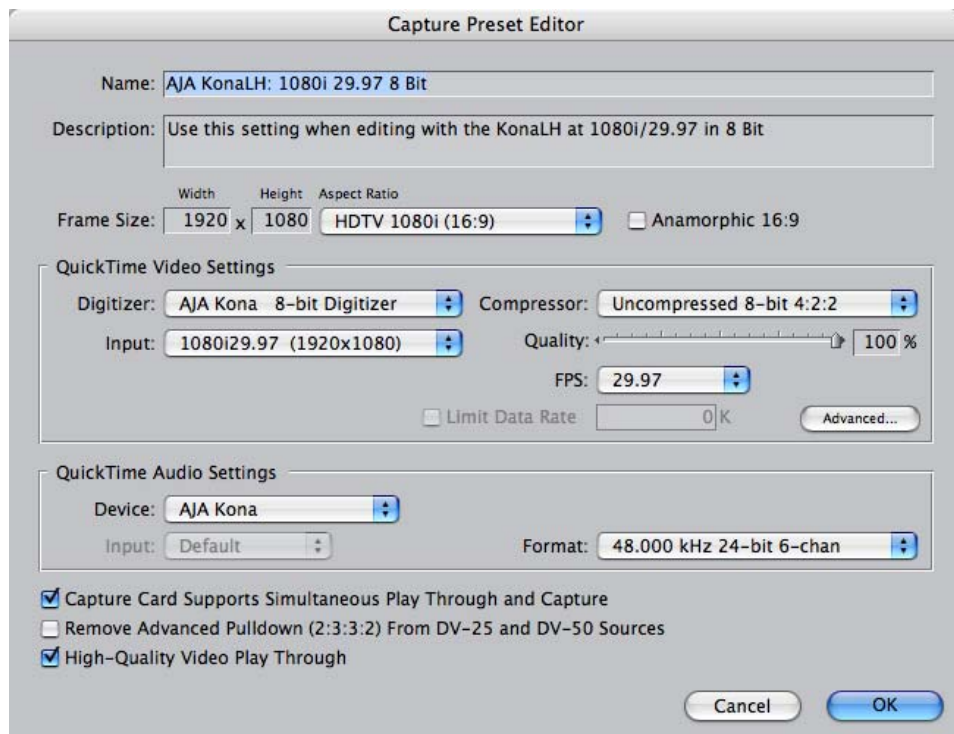 Capture Preset Editor
Name: AJA KonaLH: 1080i 29.97 8 Bit
Description: Use this setting when editing with the KonaLH at 1080i/29.97 in 8 Bit
Width Height Aspect Ratio
Frame Size: 1920 x 1080 HDTV 1080i (16:9) Anamorphic 16:9
QuickTime Video Settings
Digitizer: AJA Kona 8-bit Digitizer Compressor: Uncompressed 8-bit 4:2:2
Input: 1080i29.97 (1920x1080) Quality: 100 %
FPS: 29.97
Limit Data Rate 0 K Advanced...
QuickTime Audio Settings
Device: AJA Kona
Input: Default Format: 48.000 kHz 24-bit 6-chan
Capture Card Supports Simultaneous Play Through and Capture
Remove Advanced Pulldown (2:3:3:2) From DV-25 and DV-50 Sources
High-Quality Video Play Through
Cancel OK